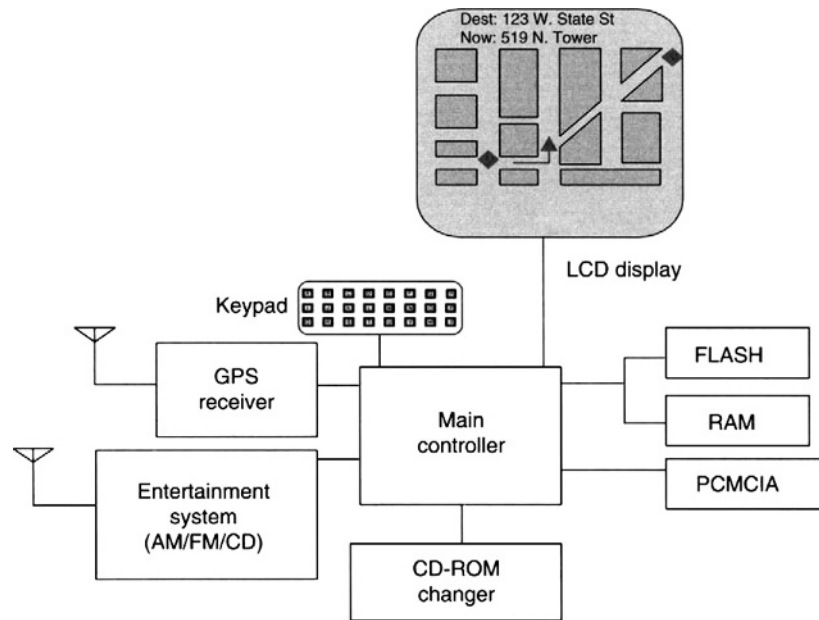 Dest: 123 W. State St
Now: 519 N. Tower
LCD display
Keypad
GPS
receiver
Main
controller
FLASH
RAM
PCMCIA
Entertainment
system
(AM/FM/CD)
CD-ROM
changer